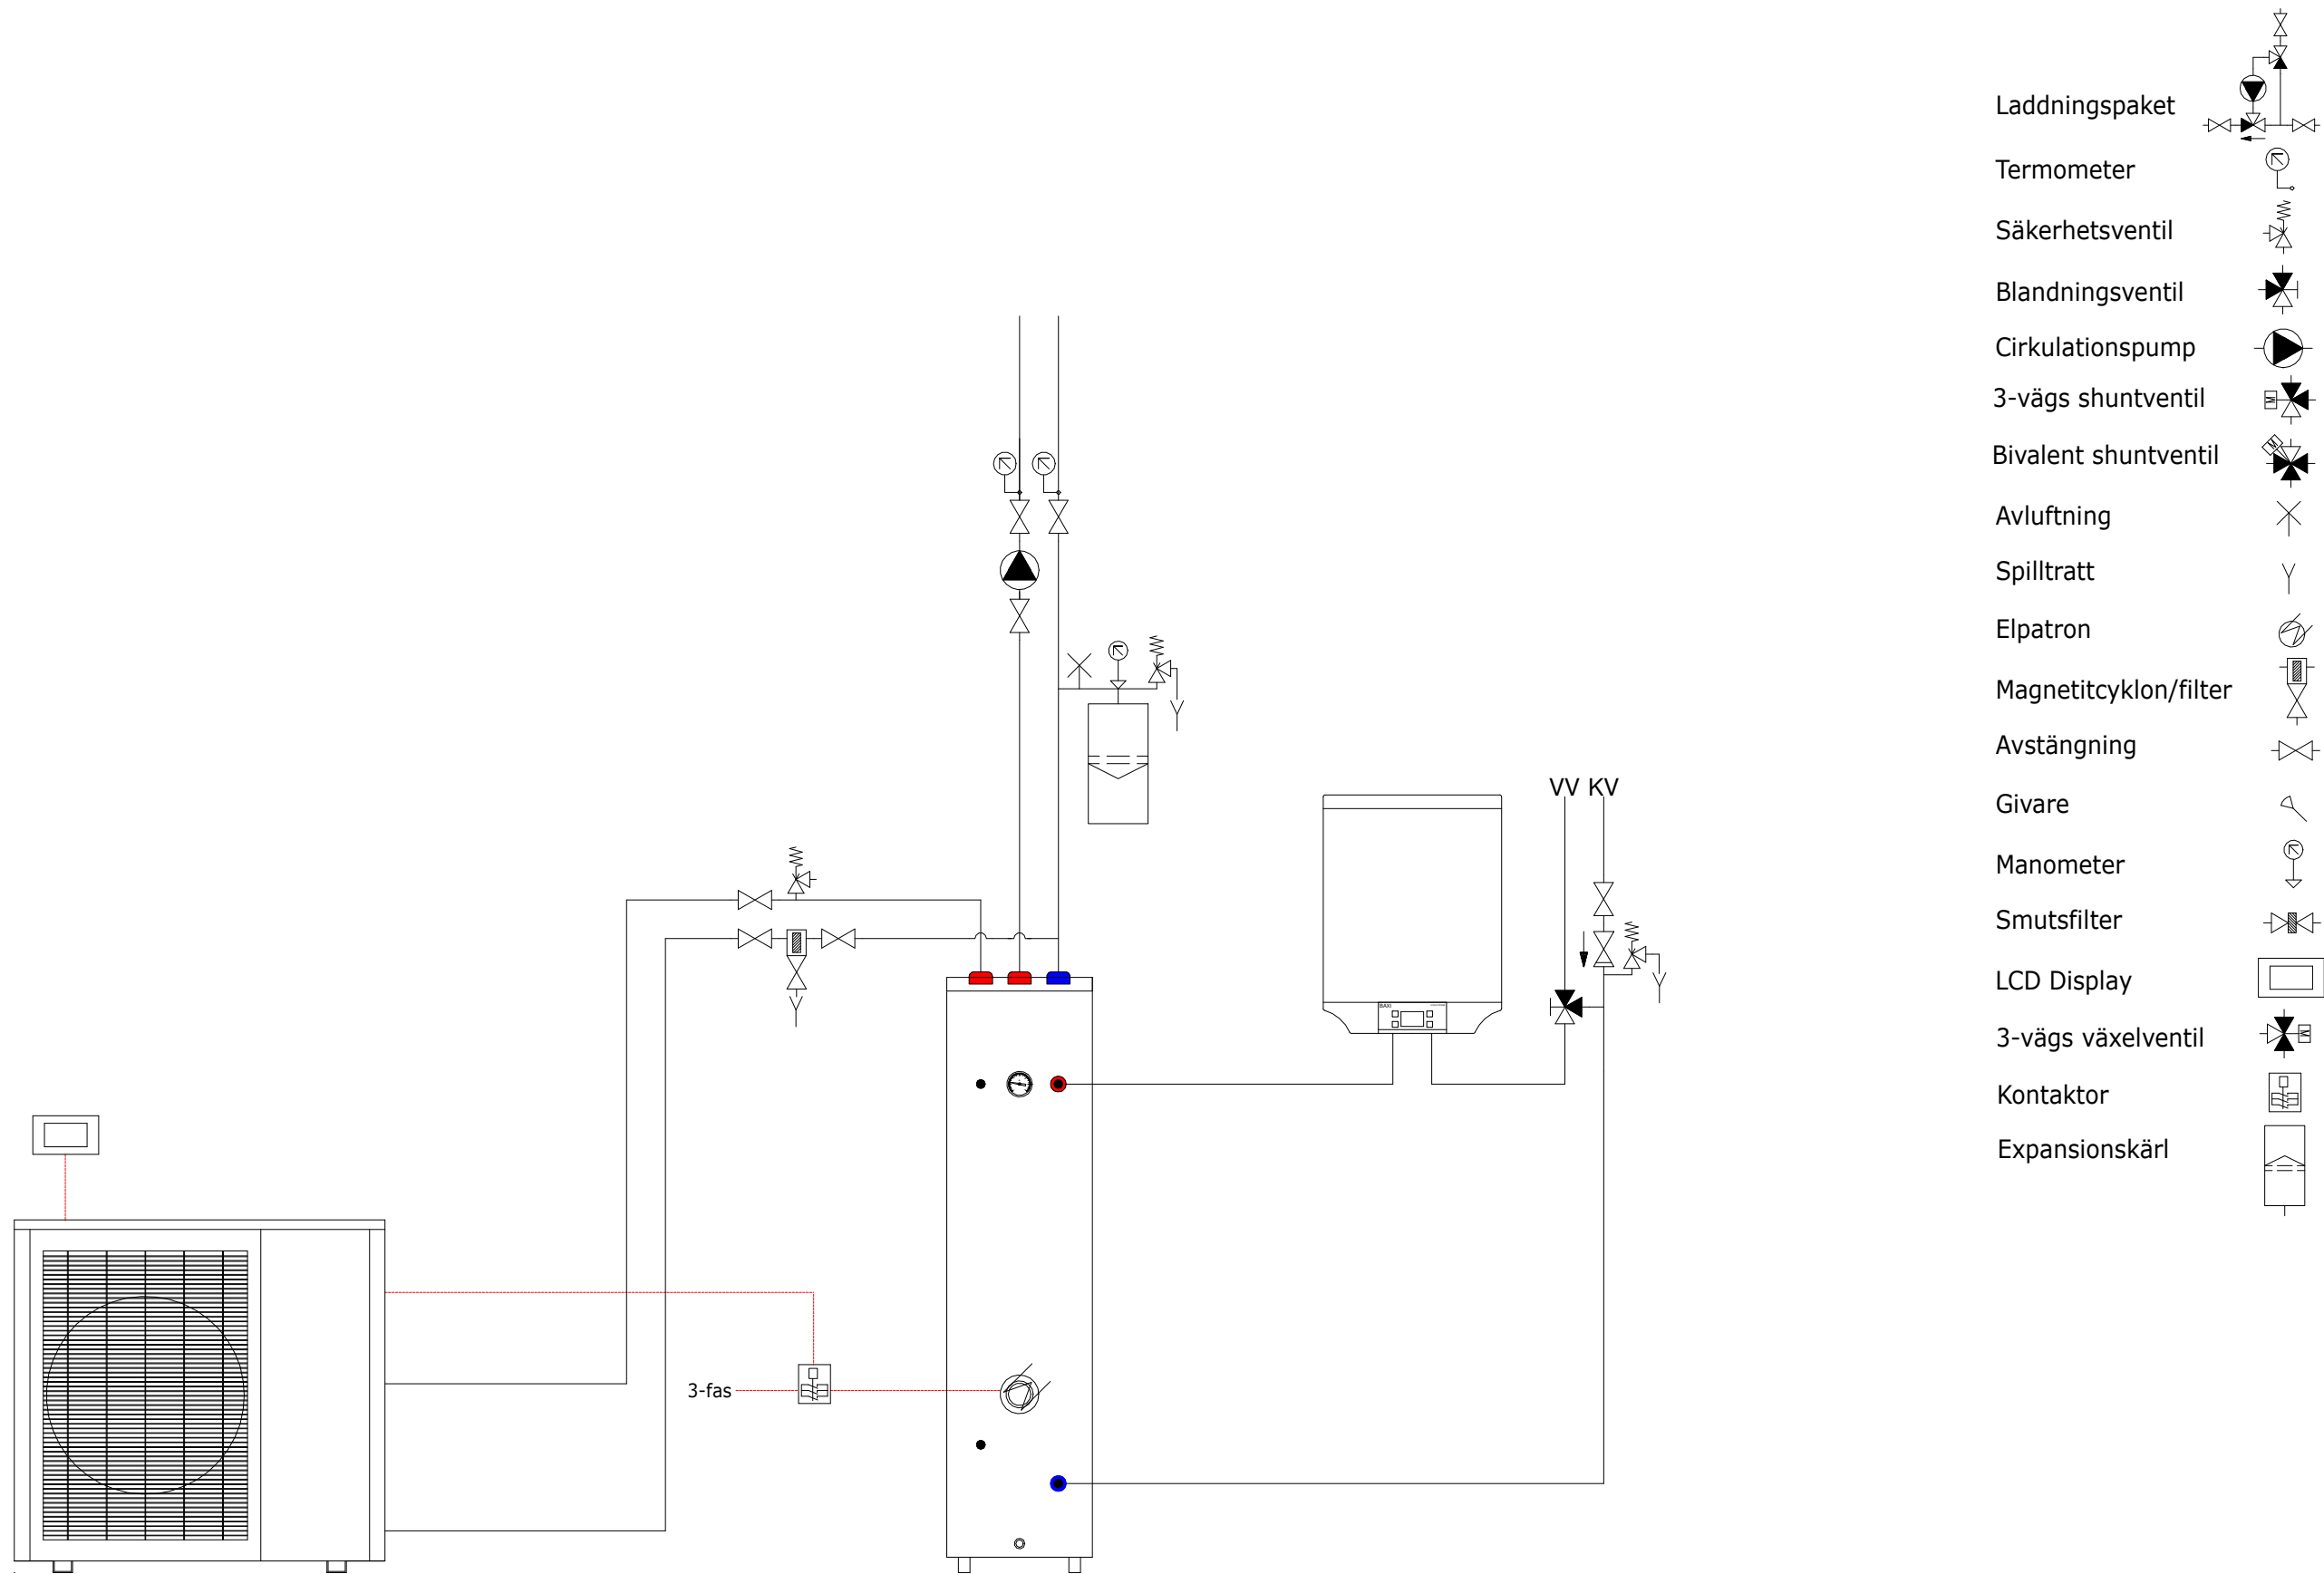 Laddningspaket
Termometer
Säkerhetsventil
Blandningsventil
Cirkulationspump
3-vägs shuntventil
M
Bivalent shuntventil
M
Avluftning
Spilltratt
Elpatron
Magnetitcyklon/filter
Avstängning
VV KV
Givare
Manometer
Smutsfilter
LCD Display
BAXI
3-vägs växelventil
M
Kontaktor
Expansionskärl
3-fas